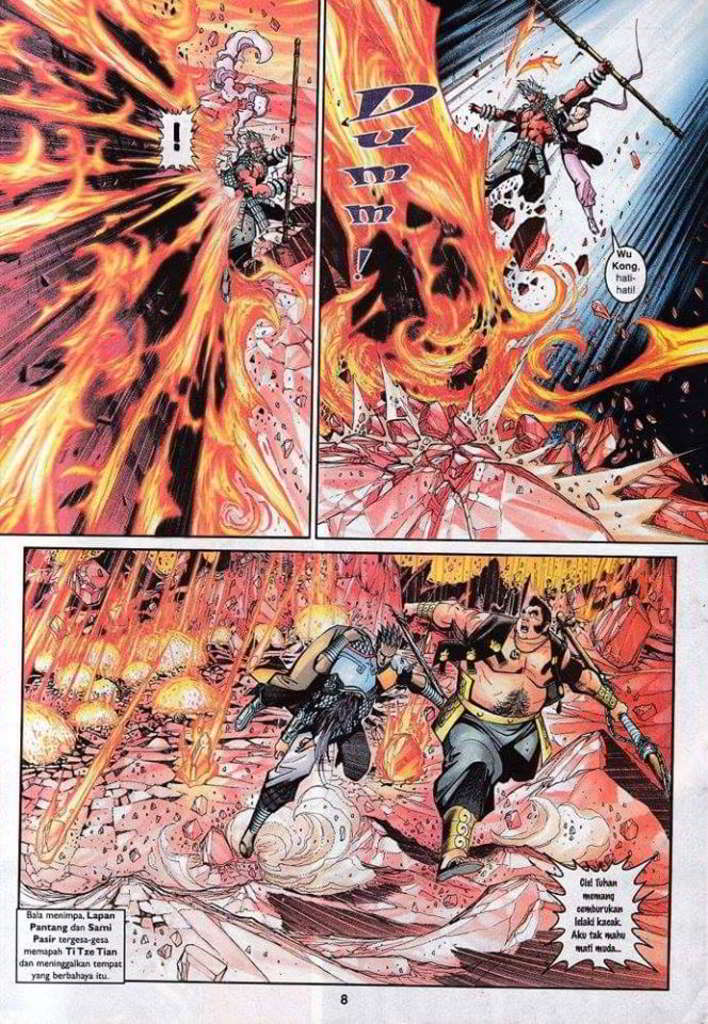 !
Dumm!
Wu
Kong,
hati-
hati!
Bala menimpa, Lapan
Pantang dan Sami
Pasir tergesa-gesa
memapah Ti Tze Tian
dan meninggalkan tempat
yang berbahaya itu.
Cis! Tuhan
memang
cemburukan
lelaki kacak.
Aku tak mahu
mati muda...
8